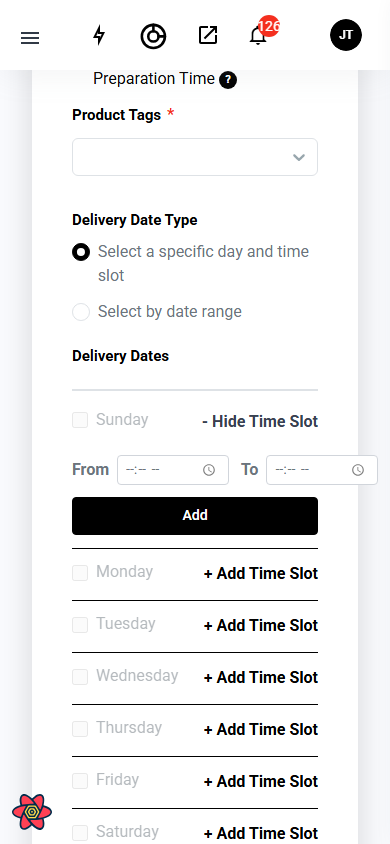 126
JT
Preparation Time ?
Product Tags *
Delivery Date Type
Select a specific day and time
slot
Select by date range
Delivery Dates
Sunday - Hide Time Slot
From --:-- -- To --:-- --
Add
Monday + Add Time Slot
Tuesday + Add Time Slot
Wednesday + Add Time Slot
Thursday + Add Time Slot
Friday + Add Time Slot
Saturday + Add Time Slot